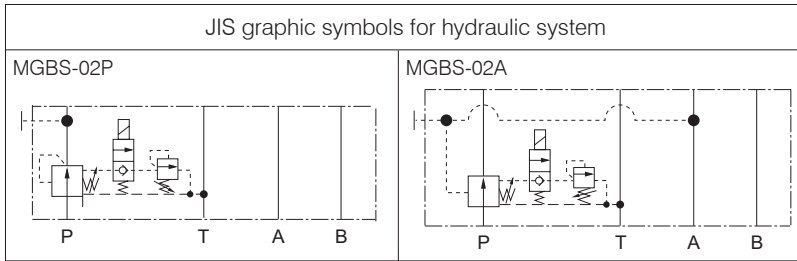 JIS graphic symbols for hydraulic system
MGBS-02P
MGBS-02A
P T A B
P T A B